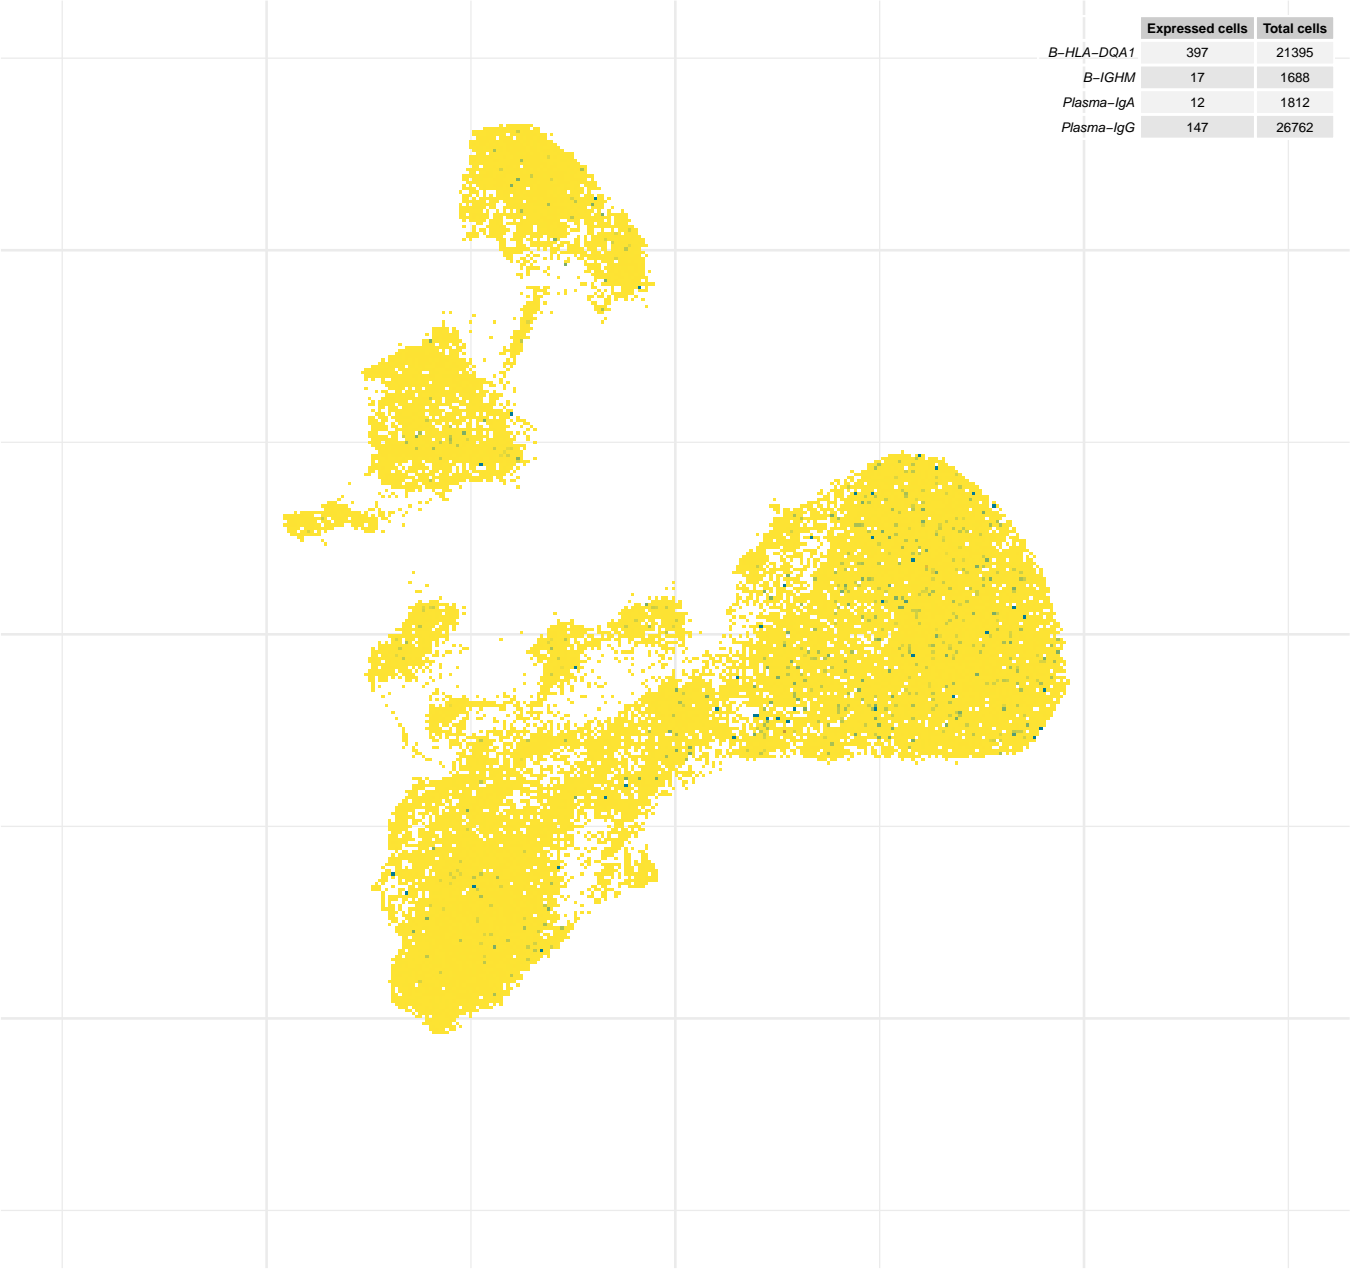 Expressed cells Total cells
B−HLA−DQA1 397 21395
B−IGHM 17 1688
Plasma−IgA 12 1812
Plasma−IgG 147 26762